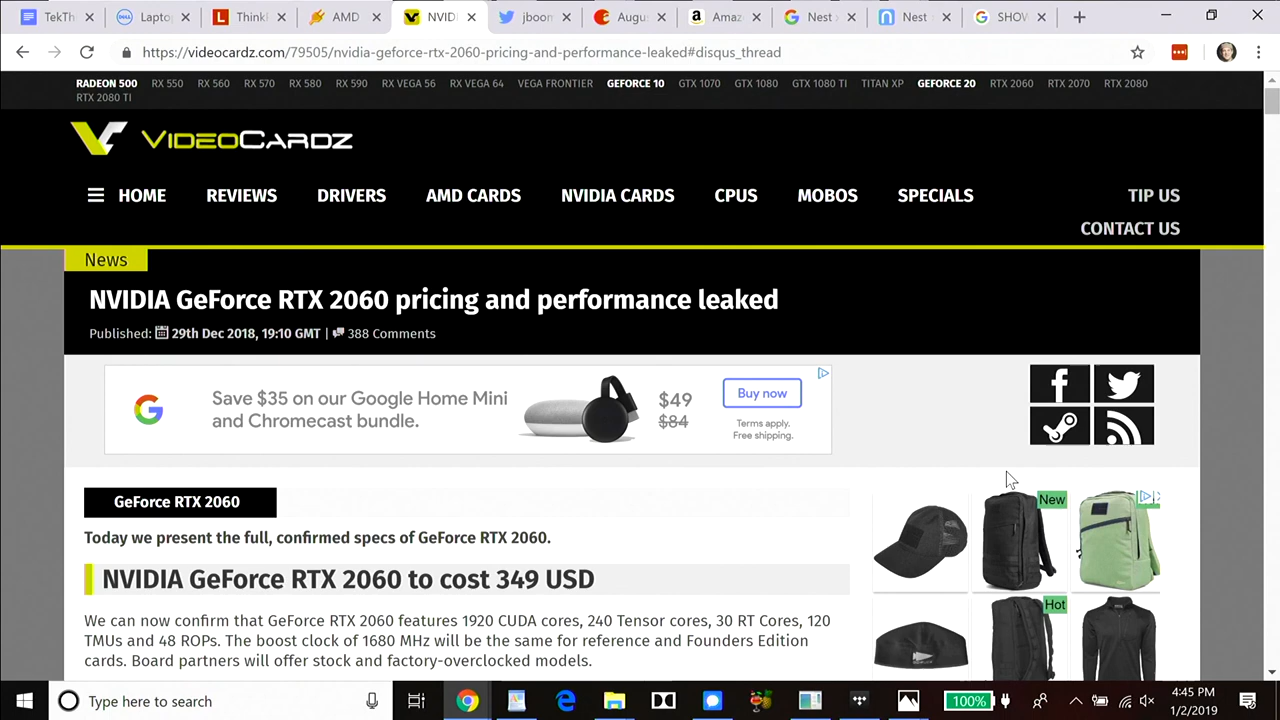 TekTh
Laptop
Think
AMD
NVID
jboon
Augus
Amaz
Nest
Nest
SHOW
https://videocardz.com/79505/nvidia-geforce-rtx-2060-pricing-and-performance-leaked#disqus_thread
RADEON 500 RX 550 RX 560 RX 570 RX 580 RX 590 RX VEGA 56 RX VEGA 64 VEGA FRONTIER GEFORCE 10 GTX 1070 GTX 1080 GTX 1080 TI TITAN XP GEFORCE 20 RTX 2060 RTX 2070 RTX 2080
RTX 2080 TI
VIDEOCARDZ
HOME REVIEWS DRIVERS AMD CARDS NVIDIA CARDS CPUS MOBOS SPECIALS TIP US
CONTACT US
News
NVIDIA GeForce RTX 2060 pricing and performance leaked
Published: 29th Dec 2018, 19:10 GMT | 388 Comments
Save $35 on our Google Home Mini
and Chromecast bundle.
$49
$84
Buy now
Terms apply.
Free shipping.
GeForce RTX 2060
New
Today we present the full, confirmed specs of GeForce RTX 2060.
NVIDIA GeForce RTX 2060 to cost 349 USD
Hot
We can now confirm that GeForce RTX 2060 features 1920 CUDA cores, 240 Tensor cores, 30 RT Cores, 120
TMUs and 48 ROPs. The boost clock of 1680 MHz will be the same for reference and Founders Edition
cards. Board partners will offer stock and factory-overclocked models.
Type here to search
100%
4:45 PM
1/2/2019